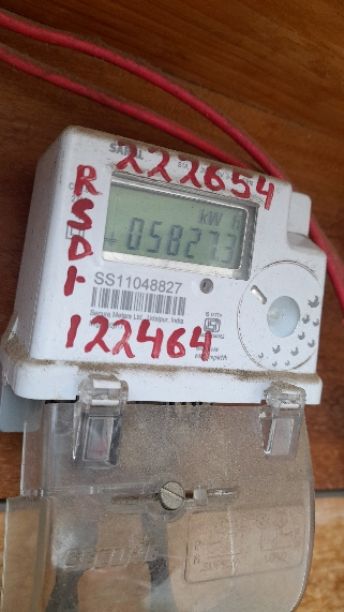 222654
RSD1
kW H
058273
SS11048827
Secure Meters Ltd., Udaipur, India
122464